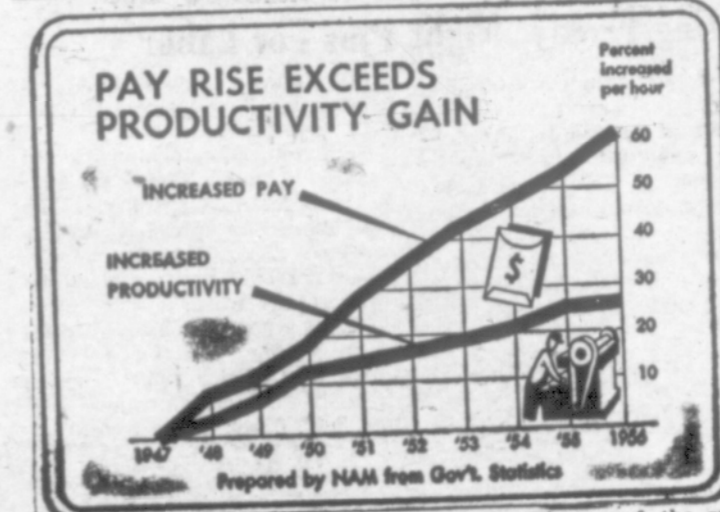 PAY RISE EXCEEDS
PRODUCTIVITY GAIN
Percent
increased
per hour
INCREASED PAY
INCREASED
PRODUCTIVITY
$
60
50
40
30
20
10
1947 '48 '49 '50 '51 '52 '53 '54 '55 1956
Prepared by NAM from Gov't. Statistics